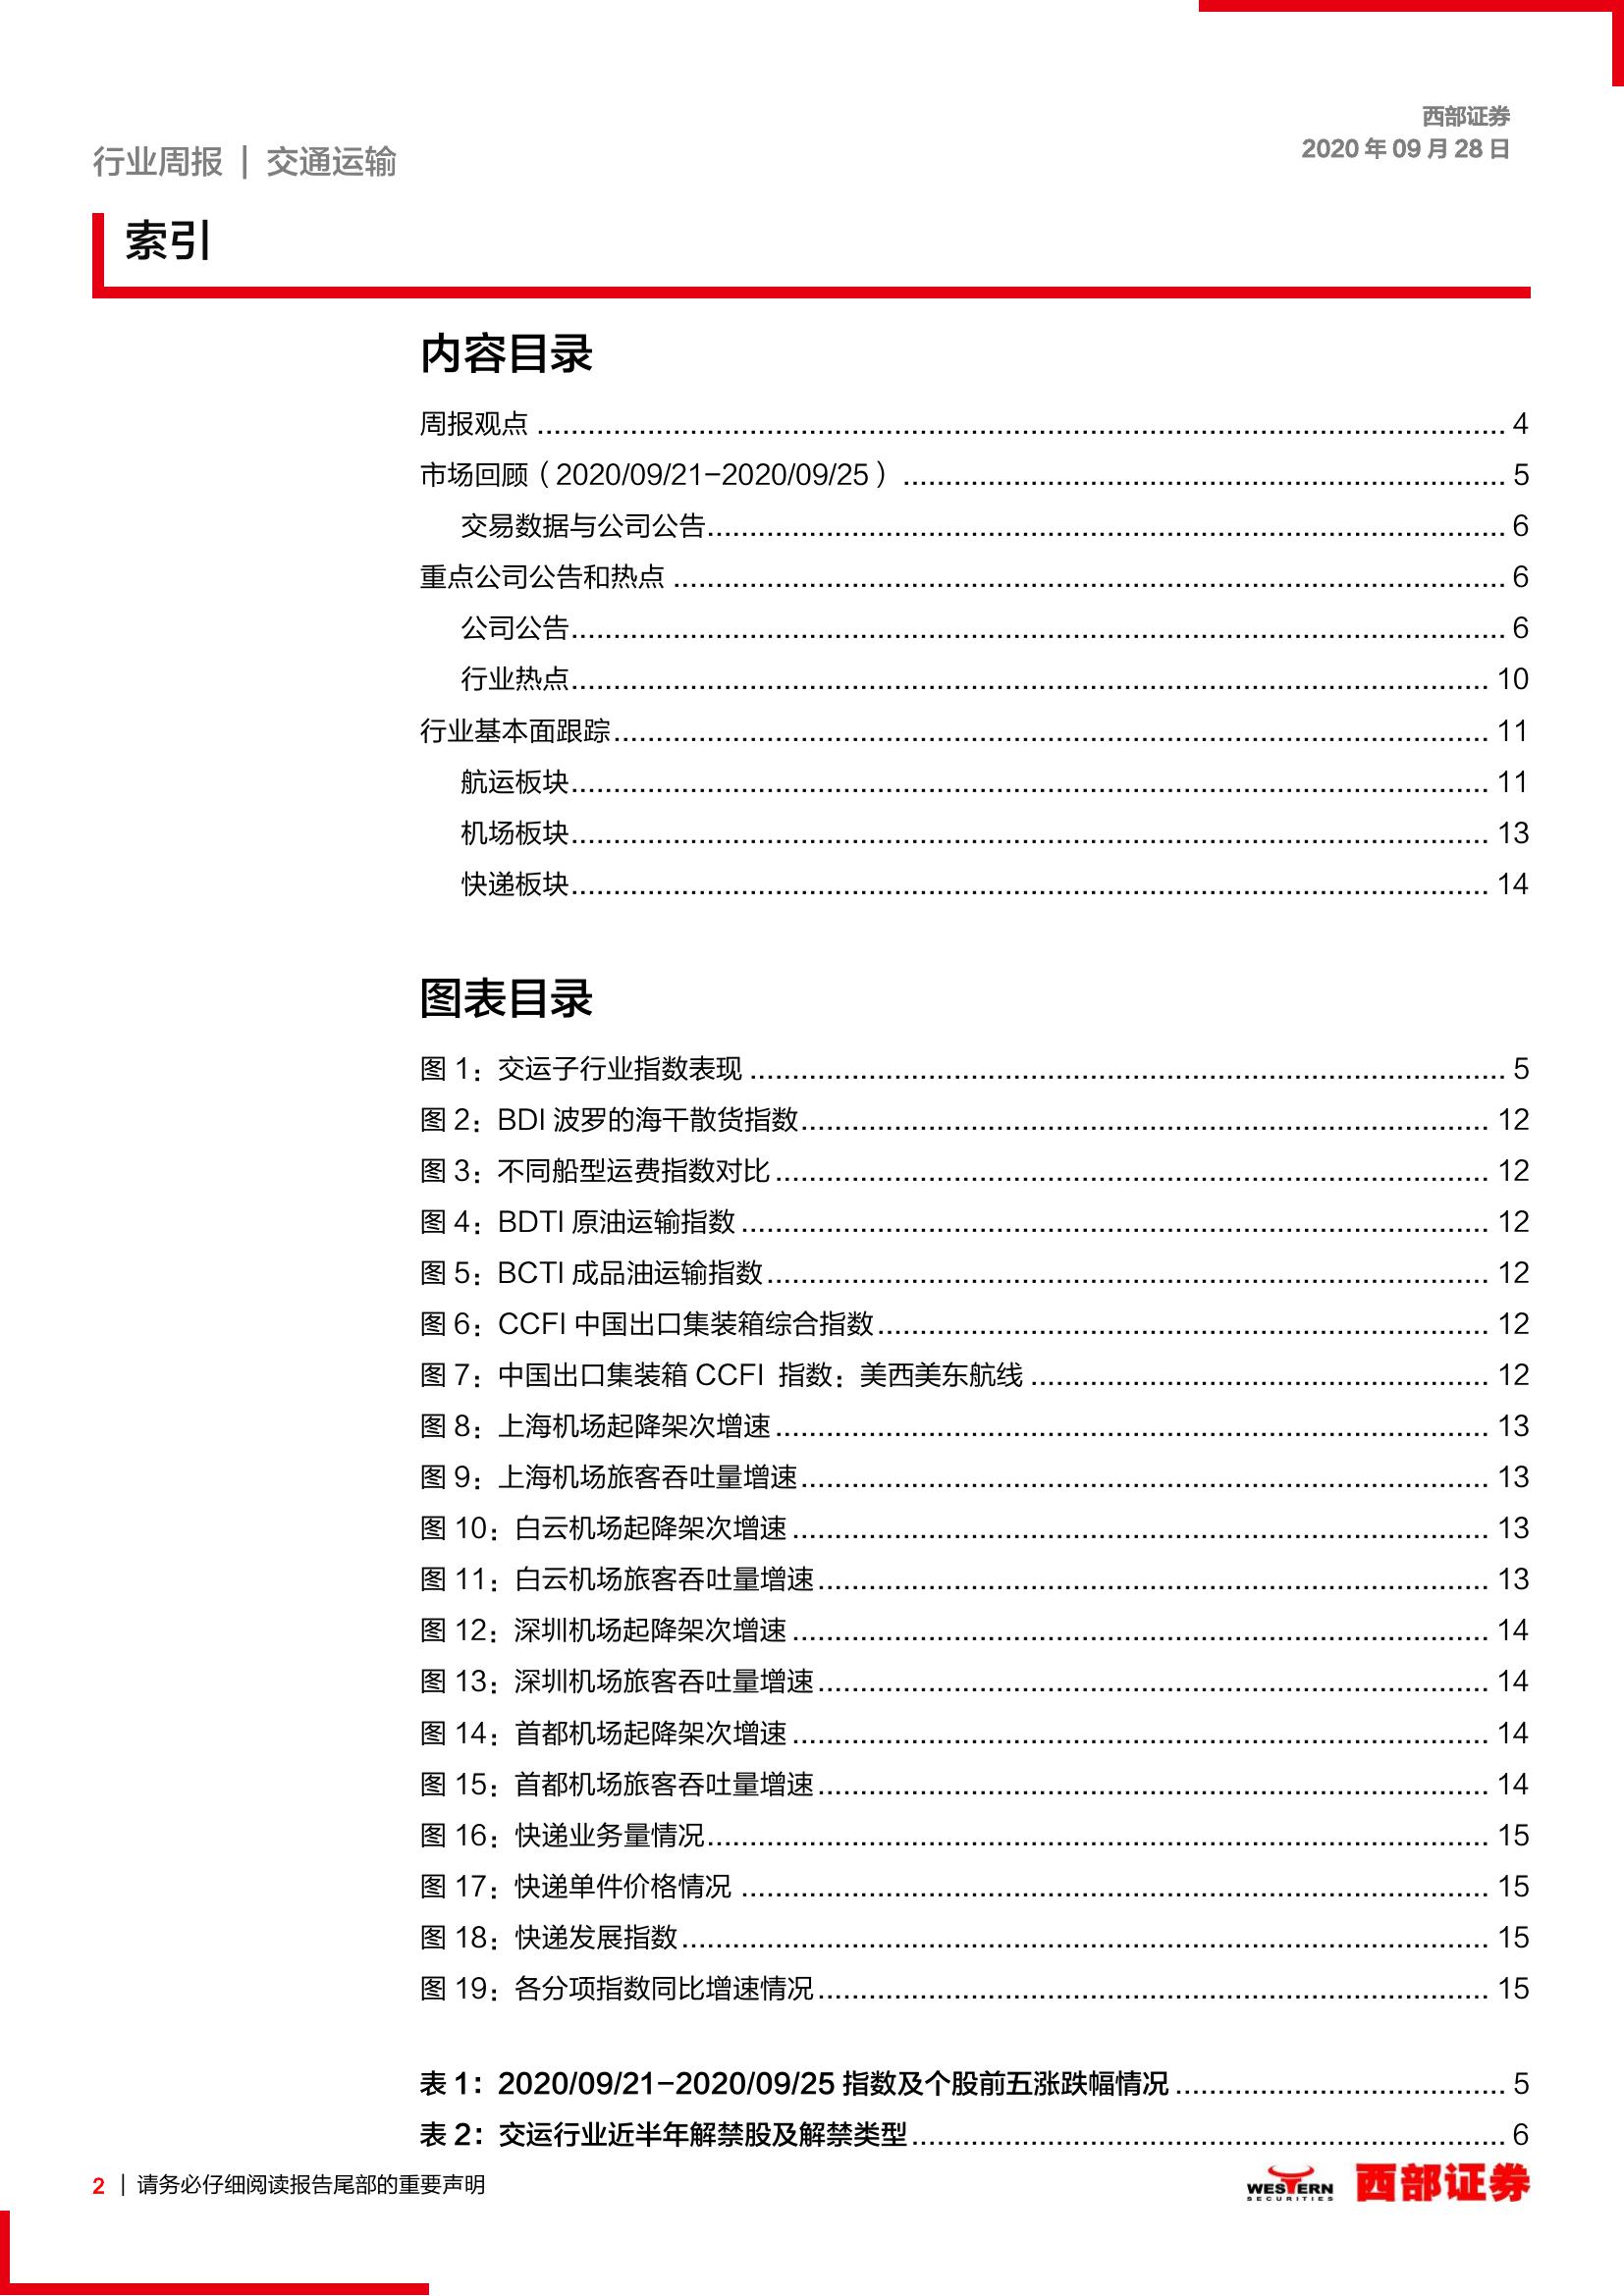 西部证券
2020 年 09 月 28 日
行业周报 | 交通运输
索引
内容目录
周报观点 ........ 4
市场回顾（2020/09/21-2020/09/25） ........ 5
交易数据与公司公告 ........ 6
重点公司公告和热点 ........ 6
公司公告 ........ 6
行业热点 ........ 10
行业基本面跟踪 ........ 11
航运板块 ........ 11
机场板块 ........ 13
快递板块 ........ 14
图表目录
图 1：交运子行业指数表现 ........ 5
图 2：BDI 波罗的海干散货指数 ........ 12
图 3：不同船型运费指数对比 ........ 12
图 4：BDTI 原油运输指数 ........ 12
图 5：BCTI 成品油运输指数 ........ 12
图 6：CCFI 中国出口集装箱综合指数 ........ 12
图 7：中国出口集装箱 CCFI 指数：美西美东航线 ........ 12
图 8：上海机场起降架次增速 ........ 13
图 9：上海机场旅客吞吐量增速 ........ 13
图 10：白云机场起降架次增速 ........ 13
图 11：白云机场旅客吞吐量增速 ........ 13
图 12：深圳机场起降架次增速 ........ 14
图 13：深圳机场旅客吞吐量增速 ........ 14
图 14：首都机场起降架次增速 ........ 14
图 15：首都机场旅客吞吐量增速 ........ 14
图 16：快递业务量情况 ........ 15
图 17：快递单件价格情况 ........ 15
图 18：快递发展指数 ........ 15
图 19：各分项指数同比增速情况 ........ 15
表 1：2020/09/21-2020/09/25 指数及个股前五涨跌幅情况 ........ 5
表 2：交运行业近半年解禁股及解禁类型 ........ 6
2 | 请务必仔细阅读报告尾部的重要声明
WESTERN
SECURITIES
西部证券